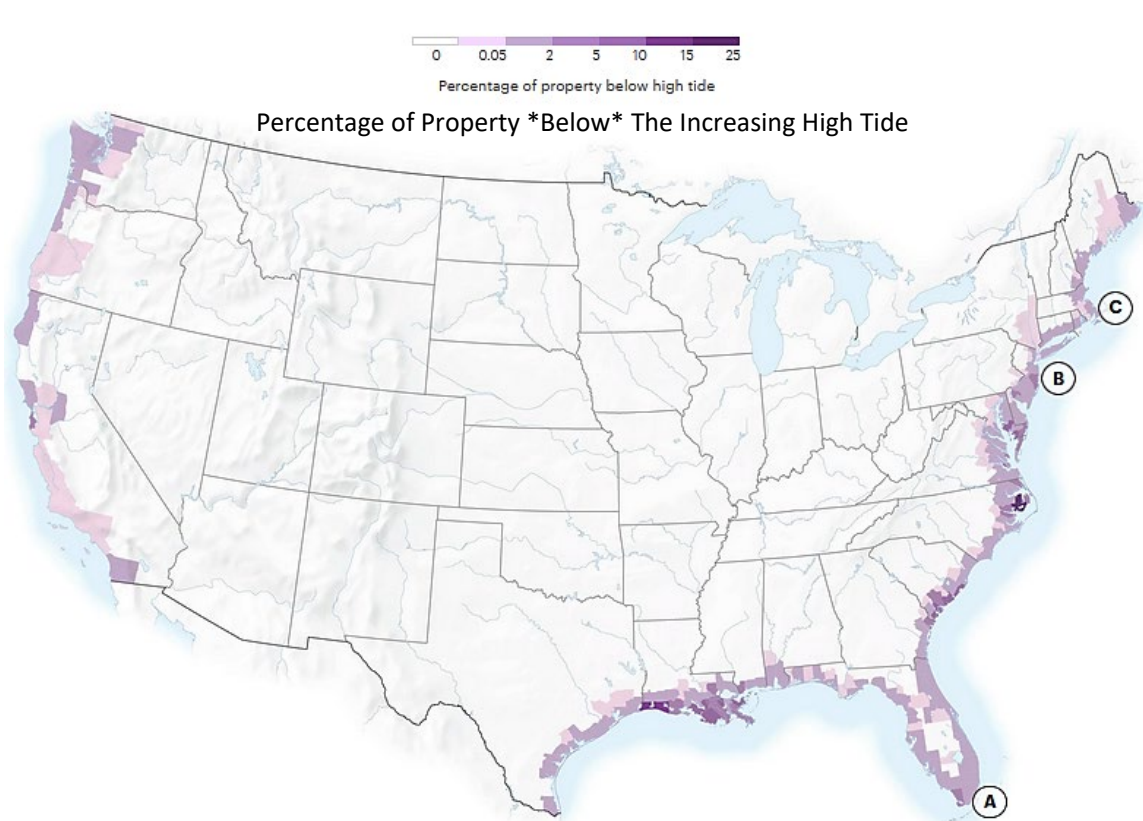 0 0.05 2 5 10 15 25
Percentage of property below high tide
Percentage of Property *Below* The Increasing High Tide
C
B
A